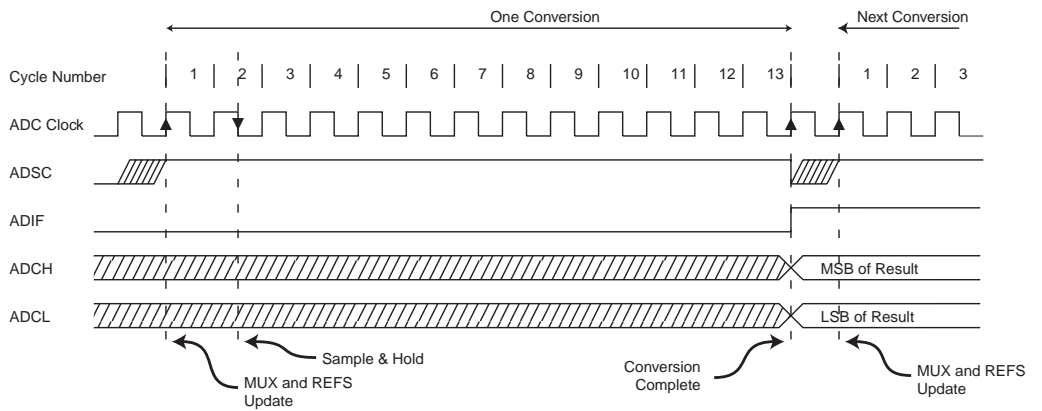 One Conversion
Next Conversion
Cycle Number 1 2 3 4 5 6 7 8 9 10 11 12 13 1 2 3
ADC Clock
ADSC
ADIF
ADCH
MSB of Result
ADCL
LSB of Result
Sample & Hold
MUX and REFS
Update
Conversion
Complete
MUX and REFS
Update